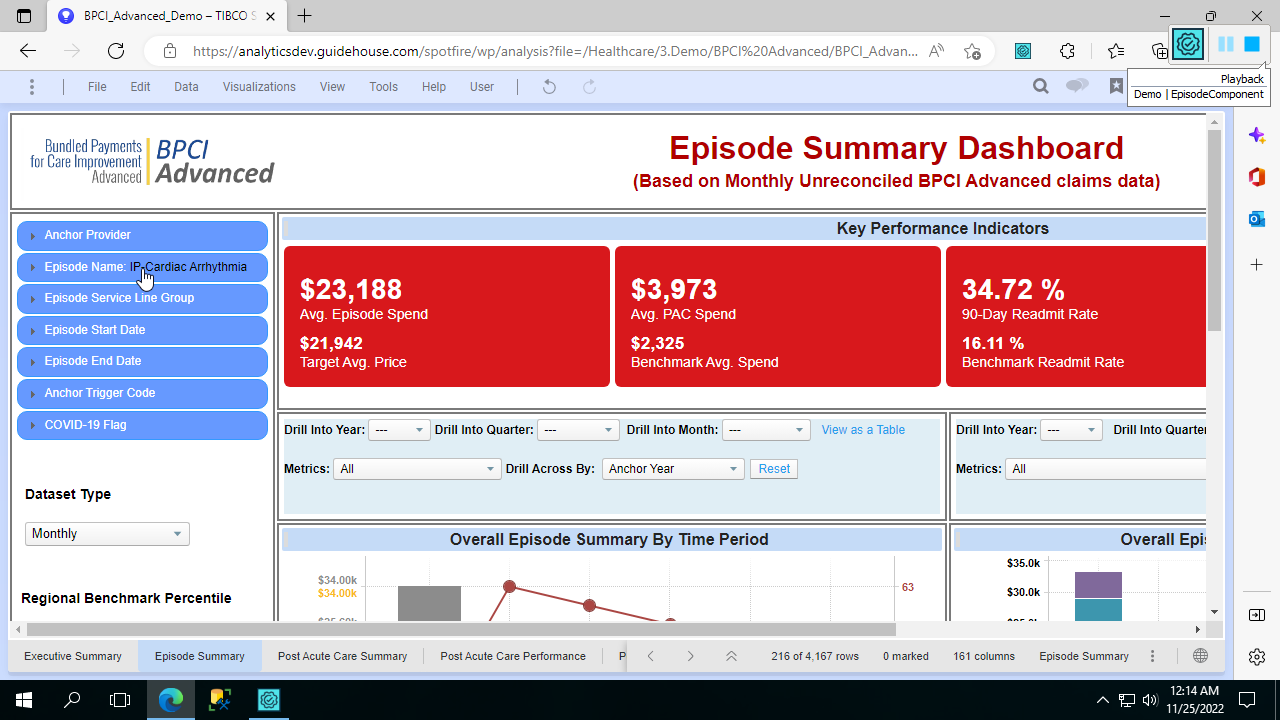 BPCI_Advanced_Demo – TIBCO S
https://analyticsdev.guidehouse.com/spotfire/wp/analysis?file=/Healthcare/3.Demo/BPCI%20Advanced/BPCI_Advan...
Playback
Demo | EpisodeComponent
File Edit Data Visualizations View Tools Help User
Bundled Payments
for Care Improvement
Advanced
BPCI
Advanced
Episode Summary Dashboard
(Based on Monthly Unreconciled BPCI Advanced claims data)
Anchor Provider
Episode Name: IP-Cardiac Arrhythmia
Episode Service Line Group
Episode Start Date
Episode End Date
Anchor Trigger Code
COVID-19 Flag
Dataset Type
Monthly
Regional Benchmark Percentile
Key Performance Indicators
$23,188
Avg. Episode Spend
$21,942
Target Avg. Price
$3,973
Avg. PAC Spend
$2,325
Benchmark Avg. Spend
34.72 %
90-Day Readmit Rate
16.11 %
Benchmark Readmit Rate
Drill Into Year: --- Drill Into Quarter: --- Drill Into Month: --- View as a Table
Metrics: All Drill Across By: Anchor Year Reset
Drill Into Year: --- Drill Into Quarter
Metrics: All
Overall Episode Summary By Time Period
$34.00k
$34.00k
63
Overall Epi
$35.0k
$30.0k
Executive Summary Episode Summary Post Acute Care Summary Post Acute Care Performance P
216 of 4,167 rows 0 marked 161 columns Episode Summary
12:14 AM
11/25/2022